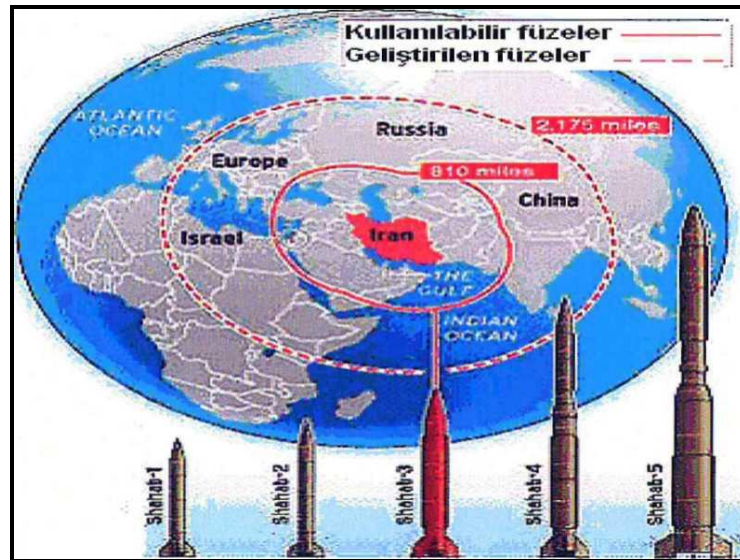 Kullanılabilir füzeler
Geliştirilen füzeler
ATLANTIC
OCEAN
Russia
2.175 miles
Europe
810 miles
China
Israel
Iran
THE
GULF
INDIAN
OCEAN
Shahab-1
Shahab-2
Shahab-3
Shahab-4
Shahab-5